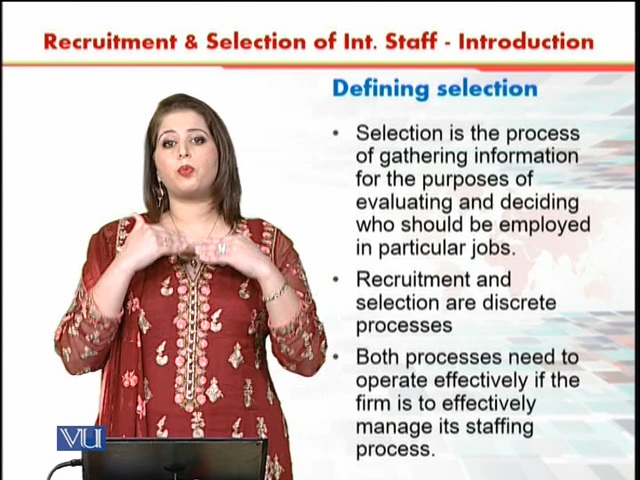 Recruitment & Selection of Int. Staff - Introduction
Defining selection
• Selection is the process
of gathering information
for the purposes of
evaluating and deciding
who should be employed
in particular jobs.
• Recruitment and
selection are discrete
processes
• Both processes need to
operate effectively if the
firm is to effectively
manage its staffing
process.
VU